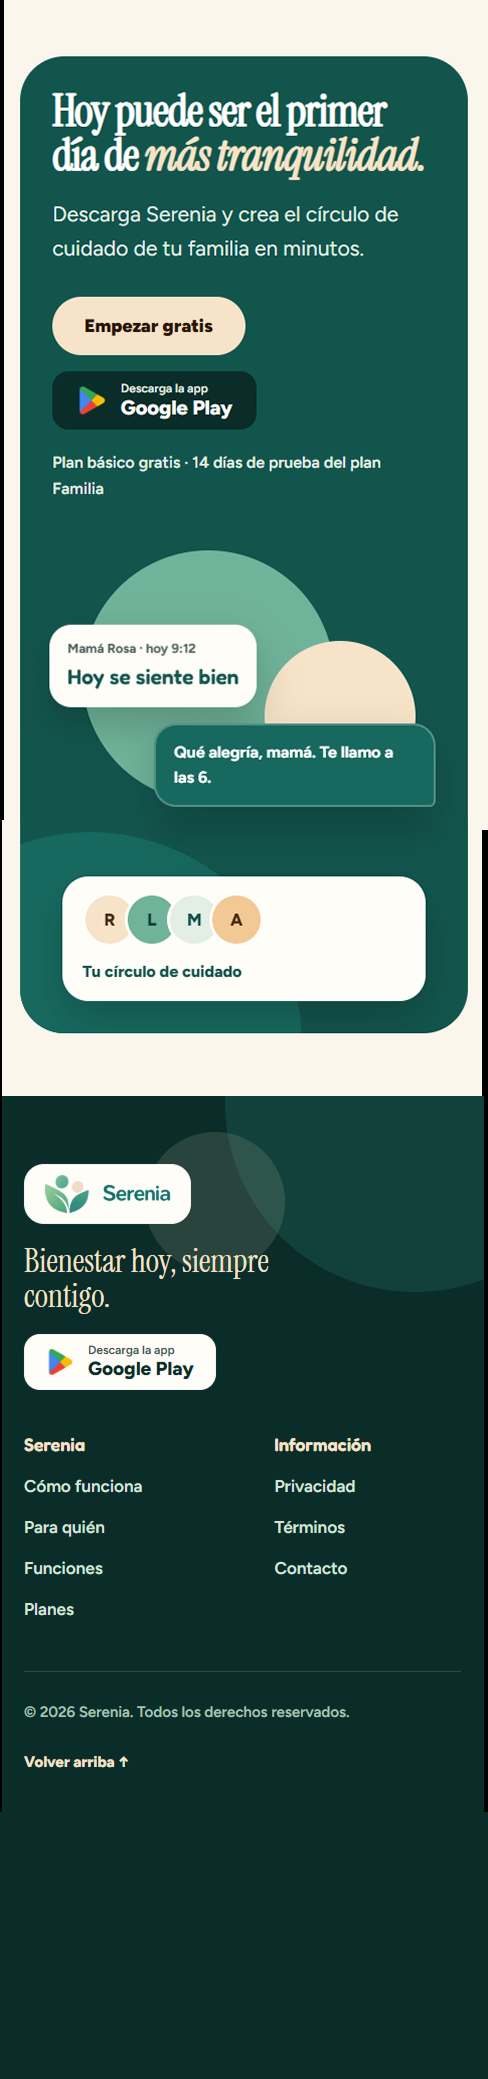 Hoy puede ser el primer
día de más tranquilidad.
Descarga Serenia y crea el círculo de
cuidado de tu familia en minutos.
Empezar gratis
Descarga la app
Google Play
Plan básico gratis · 14 días de prueba del plan
Familia
Mamá Rosa · hoy 9:12
Hoy se siente bien
Qué alegría, mamá. Te llamo a
las 6.
R L M A
Tu círculo de cuidado
Serenia
Bienestar hoy, siempre
contigo.
Descarga la app
Google Play
Serenia
Cómo funciona
Para quién
Funciones
Planes
Información
Privacidad
Términos
Contacto
© 2026 Serenia. Todos los derechos reservados.
Volver arriba ↑